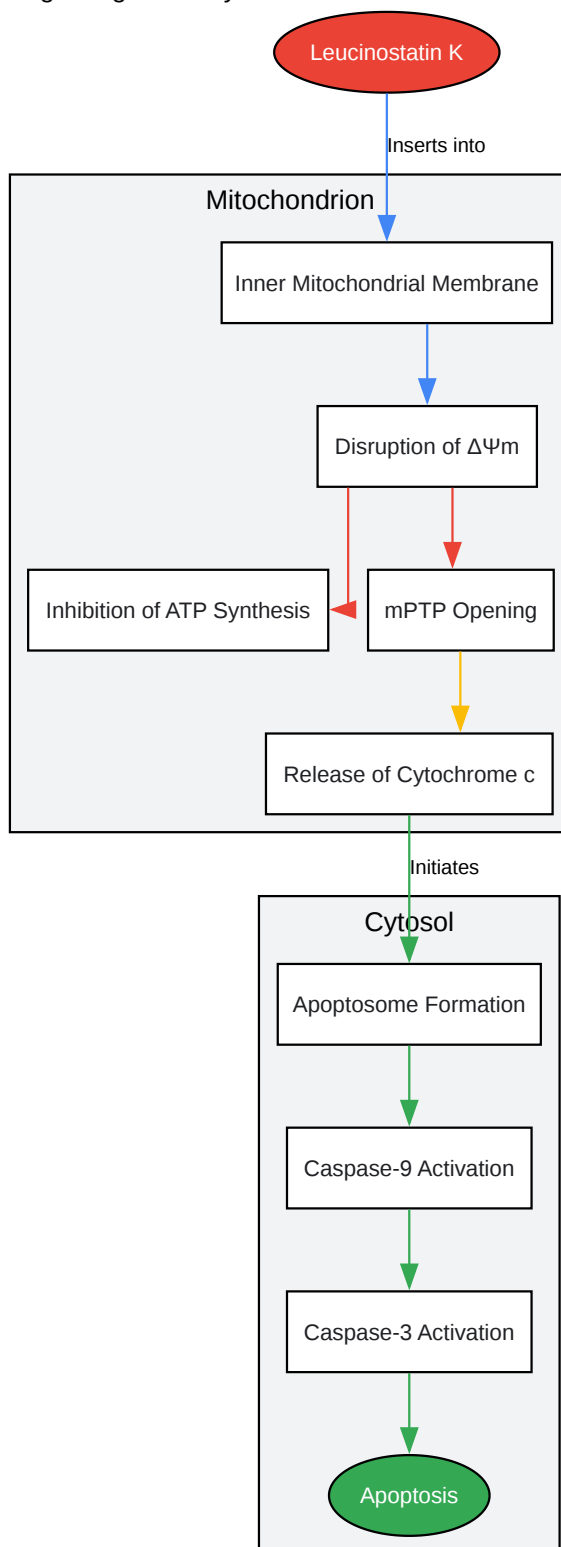 Leucinostatin K
Inserts into
Mitochondrion
Inner Mitochondrial Membrane
Disruption of ΔΨm
Inhibition of ATP Synthesis
mPTP Opening
Release of Cytochrome c
Initiates
Cytosol
Apoptosome Formation
Caspase-9 Activation
Caspase-3 Activation
Apoptosis